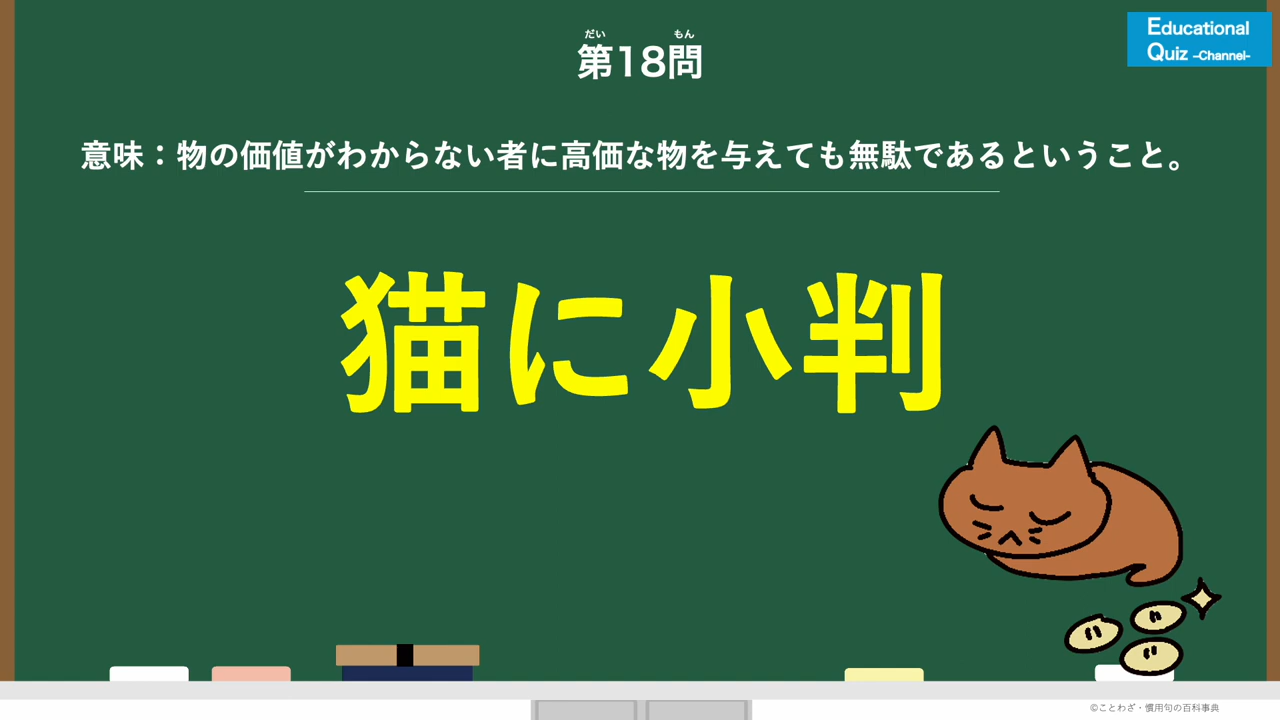 だい もん
第18問
Educational
Quiz -Channel-
意味：物の価値がわからない者に高価な物を与えても無駄であるということ。
猫に小判
©ことわざ・慣用句の百科事典